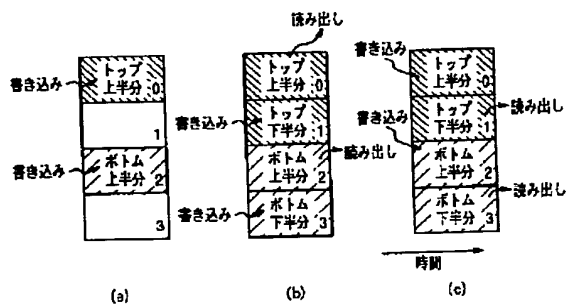 読み出し
書き込み
トップ
上半分 0
1
書き込み
ボトム
上半分 2
3
(a)
トップ
上半分 0
書き込み
トップ
下半分 1
読み出し
ボトム
上半分 2
書き込み
ボトム
下半分 3
(b)
書き込み
トップ
上半分 0
読み出し
トップ
下半分 1
書き込み
ボトム
上半分 2
読み出し
ボトム
下半分 3
時間
(c)